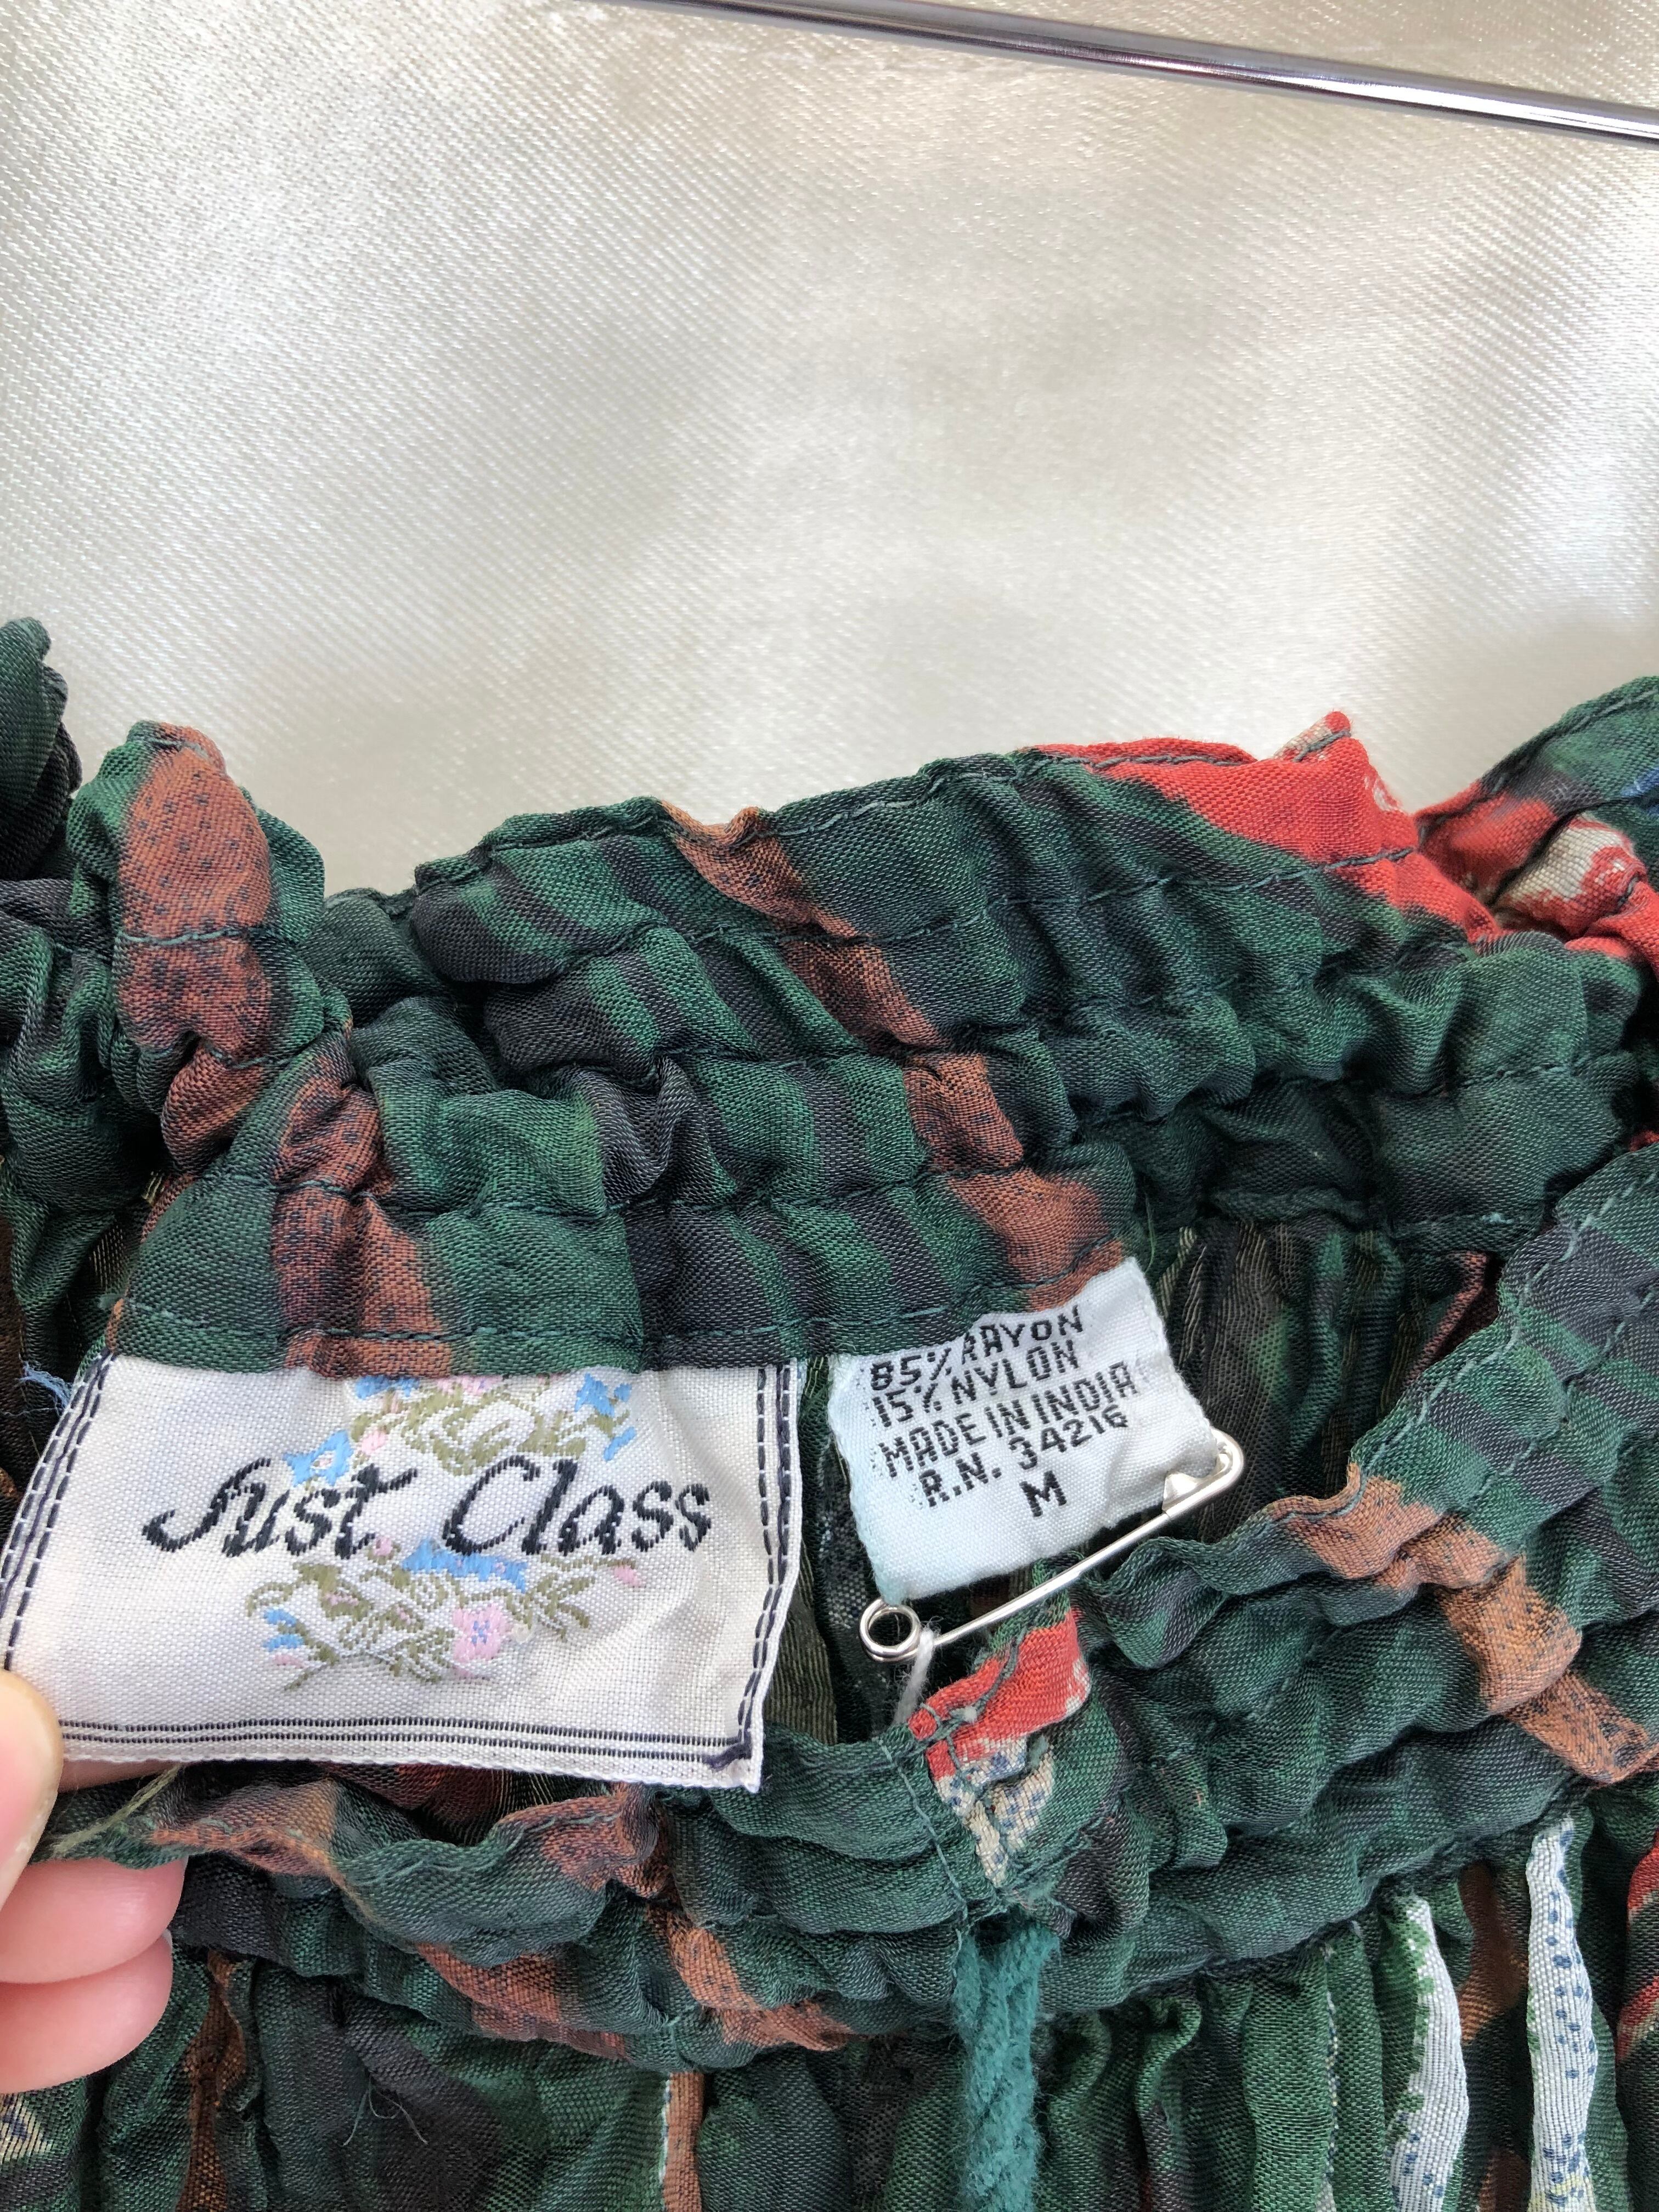 Just Class
85% RAYON
15% NYLON
MADE IN INDIA
R.N. 34216
M